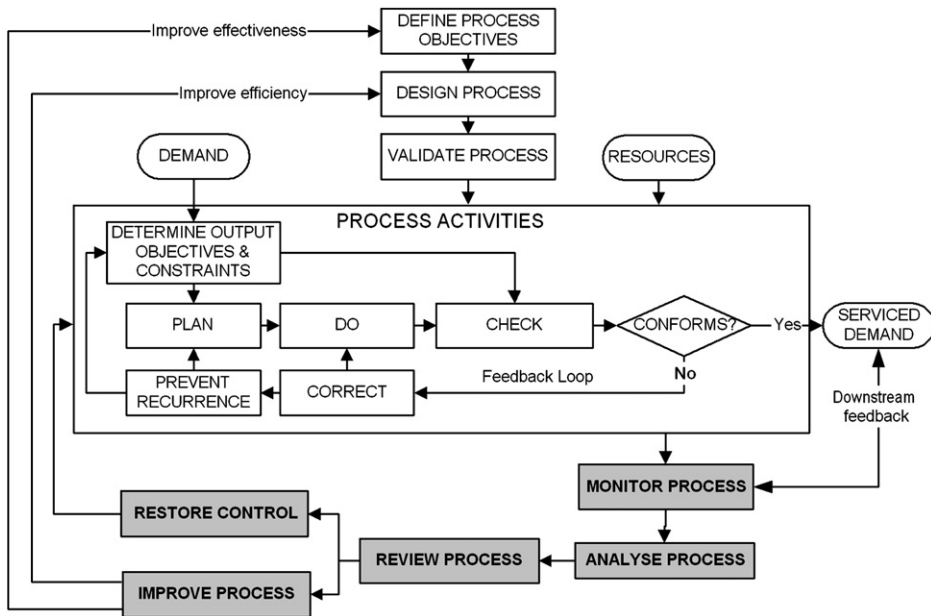 Improve effectiveness
DEFINE PROCESS
OBJECTIVES
Improve efficiency
DESIGN PROCESS
DEMAND
VALIDATE PROCESS
RESOURCES
PROCESS ACTIVITIES
DETERMINE OUTPUT
OBJECTIVES &
CONSTRAINTS
PLAN
DO
CHECK
CONFORMS?
Yes
SERVICED
DEMAND
No
Feedback Loop
PREVENT
RECURRENCE
CORRECT
Downstream
feedback
MONITOR PROCESS
RESTORE CONTROL
REVIEW PROCESS
ANALYSE PROCESS
IMPROVE PROCESS